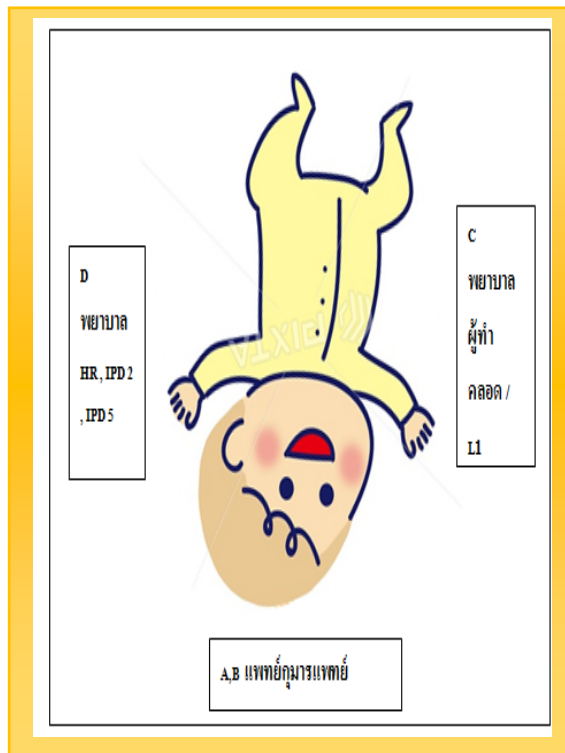 D
พยาบาล
HR, IPD 2
, IPD 5
C
พยาบาล
ผู้ทำ
คลอด /
L1
PIXTA
A,B แพทย์กุมารแพทย์